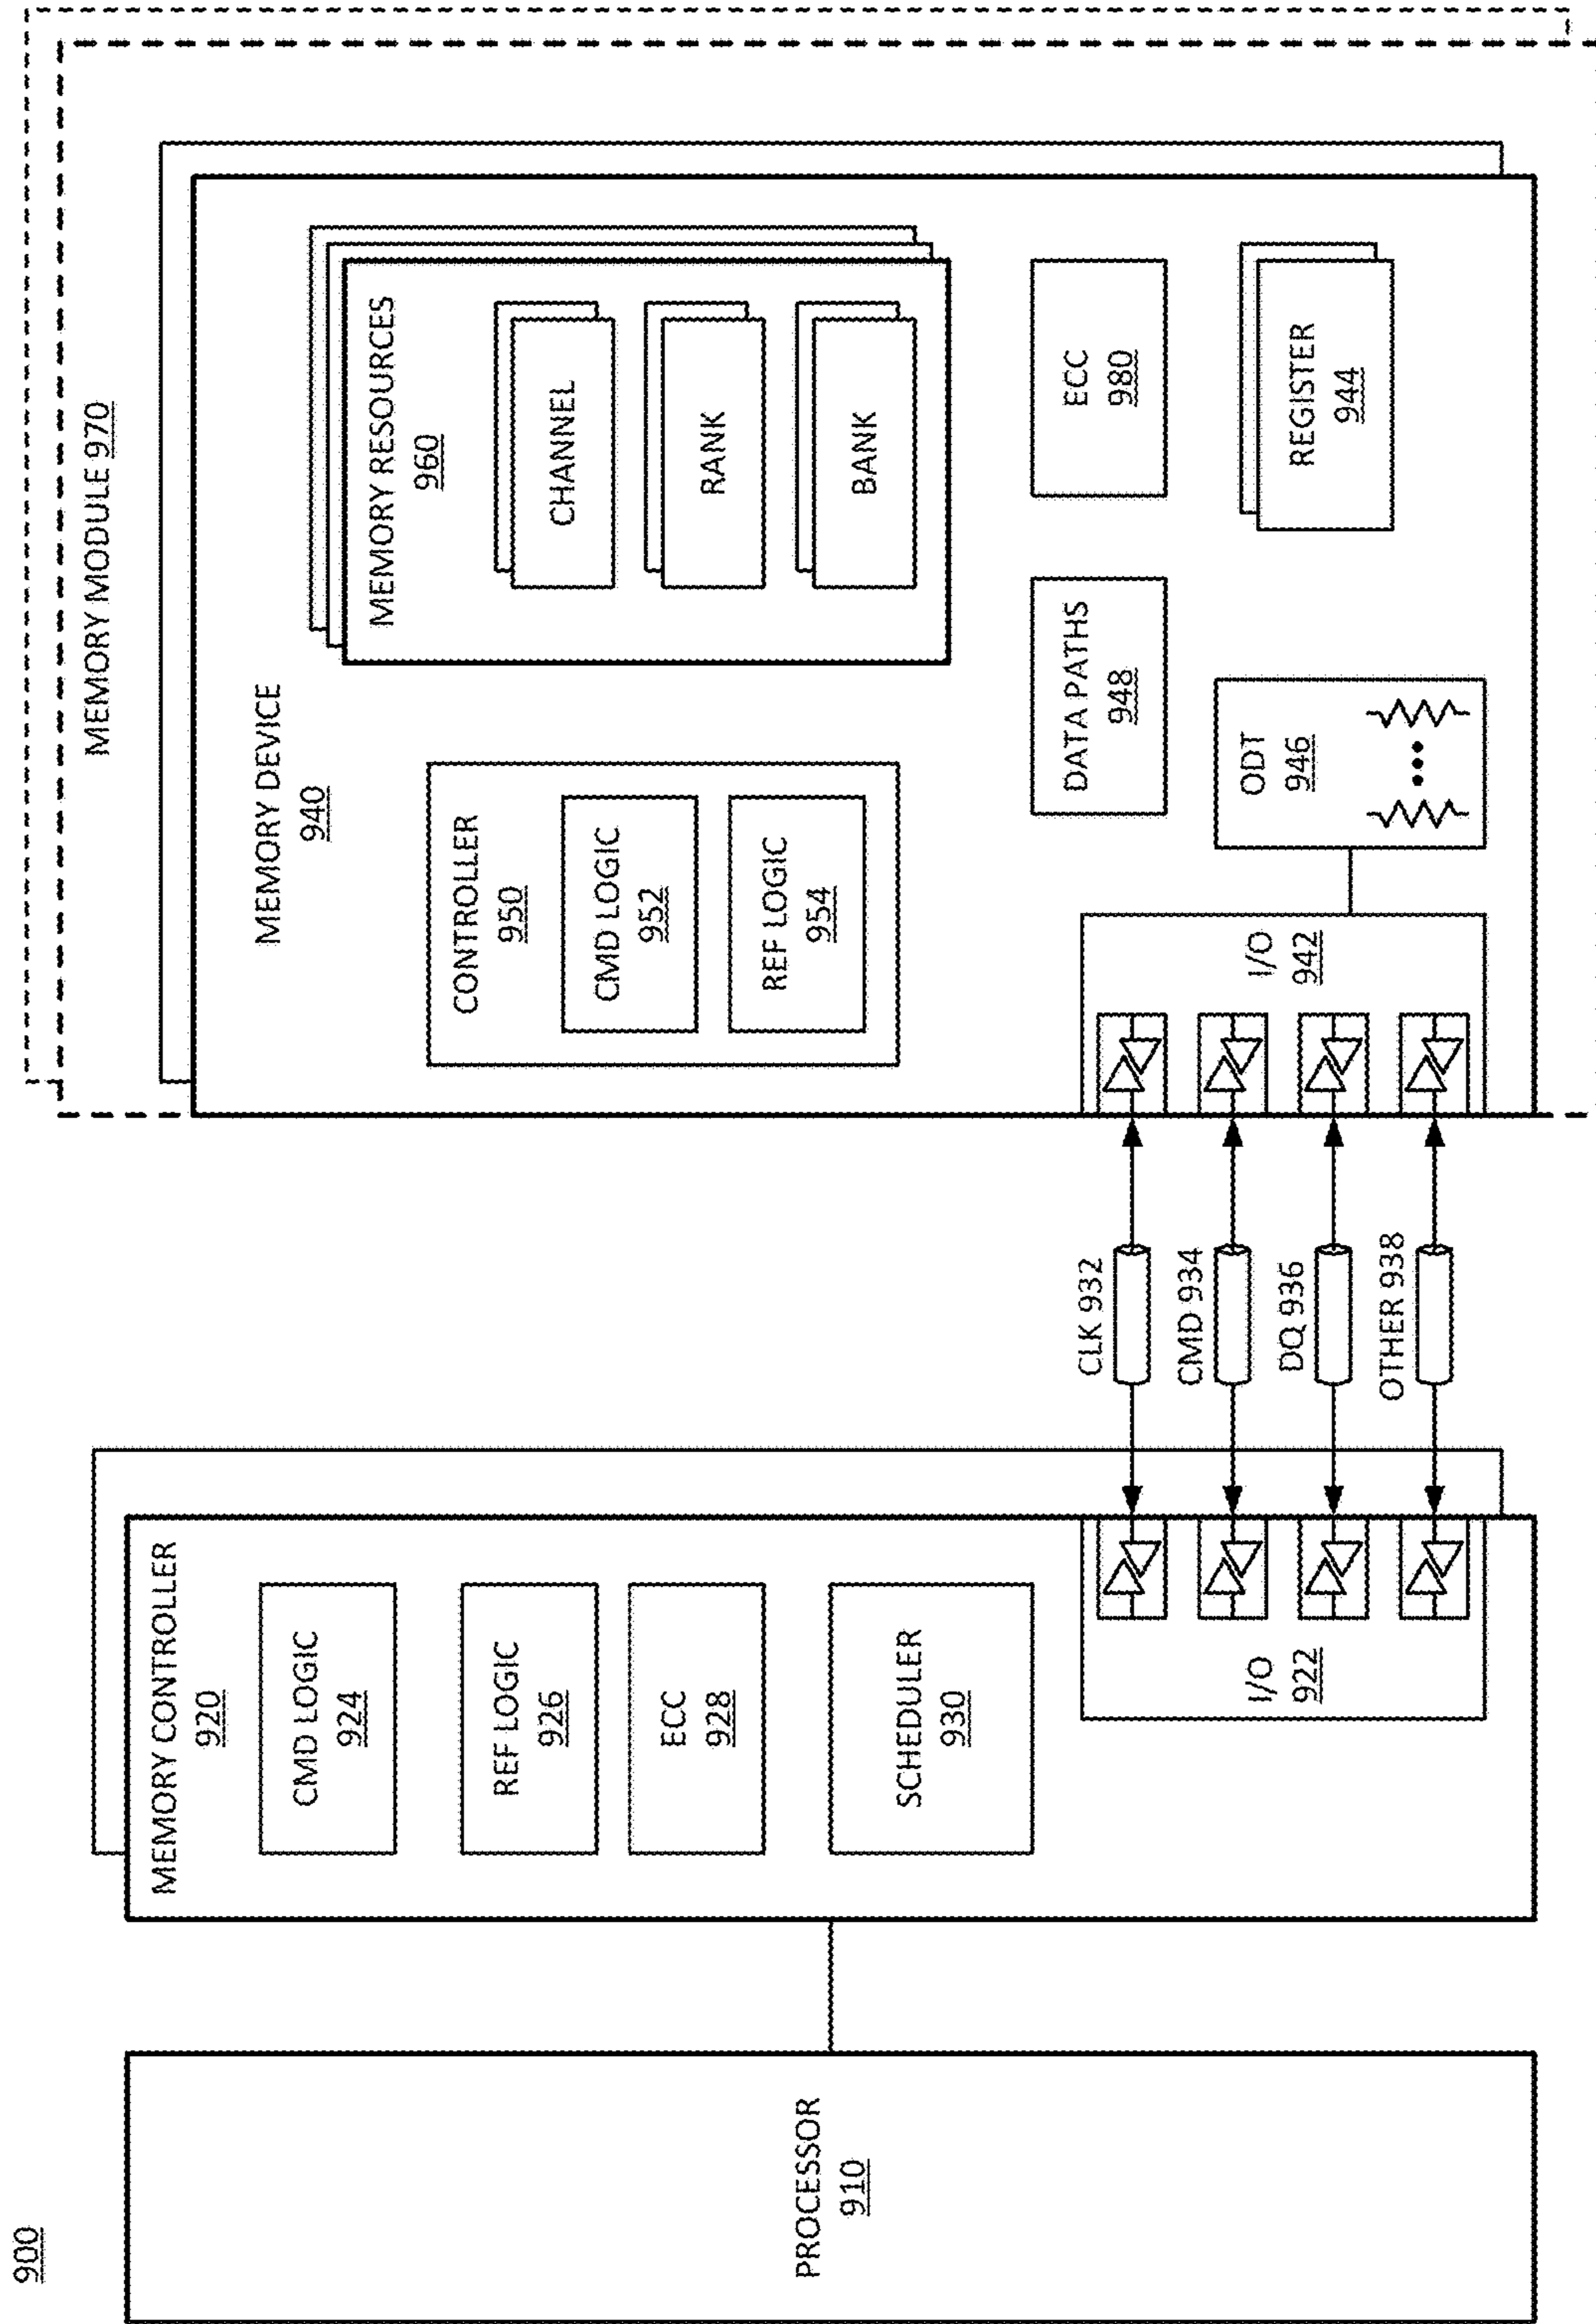 900
PROCESSOR
910
MEMORY CONTROLLER
920
CMD LOGIC
924
REF LOGIC
926
ECC
928
SCHEDULER
930
I/O
922
CLK 932
CMD 934
DQ 936
OTHER 938
MEMORY MODULE 970
MEMORY DEVICE
940
CONTROLLER
950
CMD LOGIC
952
REF LOGIC
954
I/O
942
MEMORY RESOURCES
960
CHANNEL
RANK
BANK
DATA PATHS
948
ECC
980
ODT
946
REGISTER
944